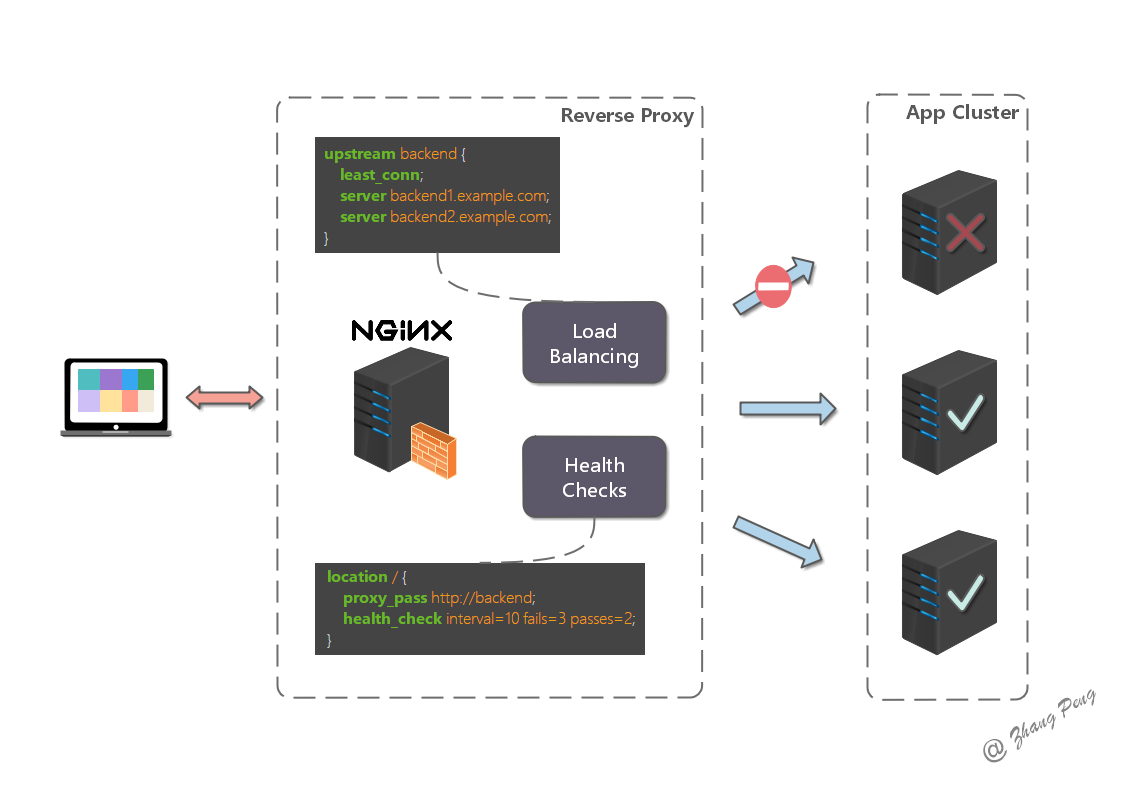 Reverse Proxy
App Cluster
upstream backend {
least_conn;
server backend1.example.com;
server backend2.example.com;
}
NGiNX
Load
Balancing
Health
Checks
location / {
proxy_pass http://backend;
health_check interval=10 fails=3 passes=2;
}
@ Zhang Peng